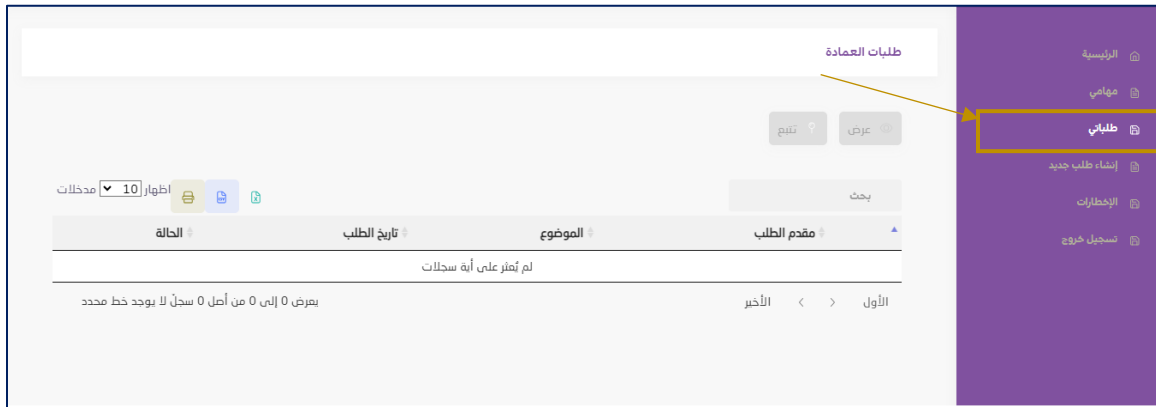 الرئيسية
مهامي
طلباتي
إنشاء طلب جديد
الإخطارات
تسجيل خروج
طلبات العمادة
عرض
تتبع
بحث
اظهار 10 مدخلات
مقدم الطلب الموضوع تاريخ الطلب الحالة
لم يُعثر على أية سجلات
الأول < > الأخير
يعرض 0 إلى 0 من أصل 0 سجلّ لا يوجد خط محدد